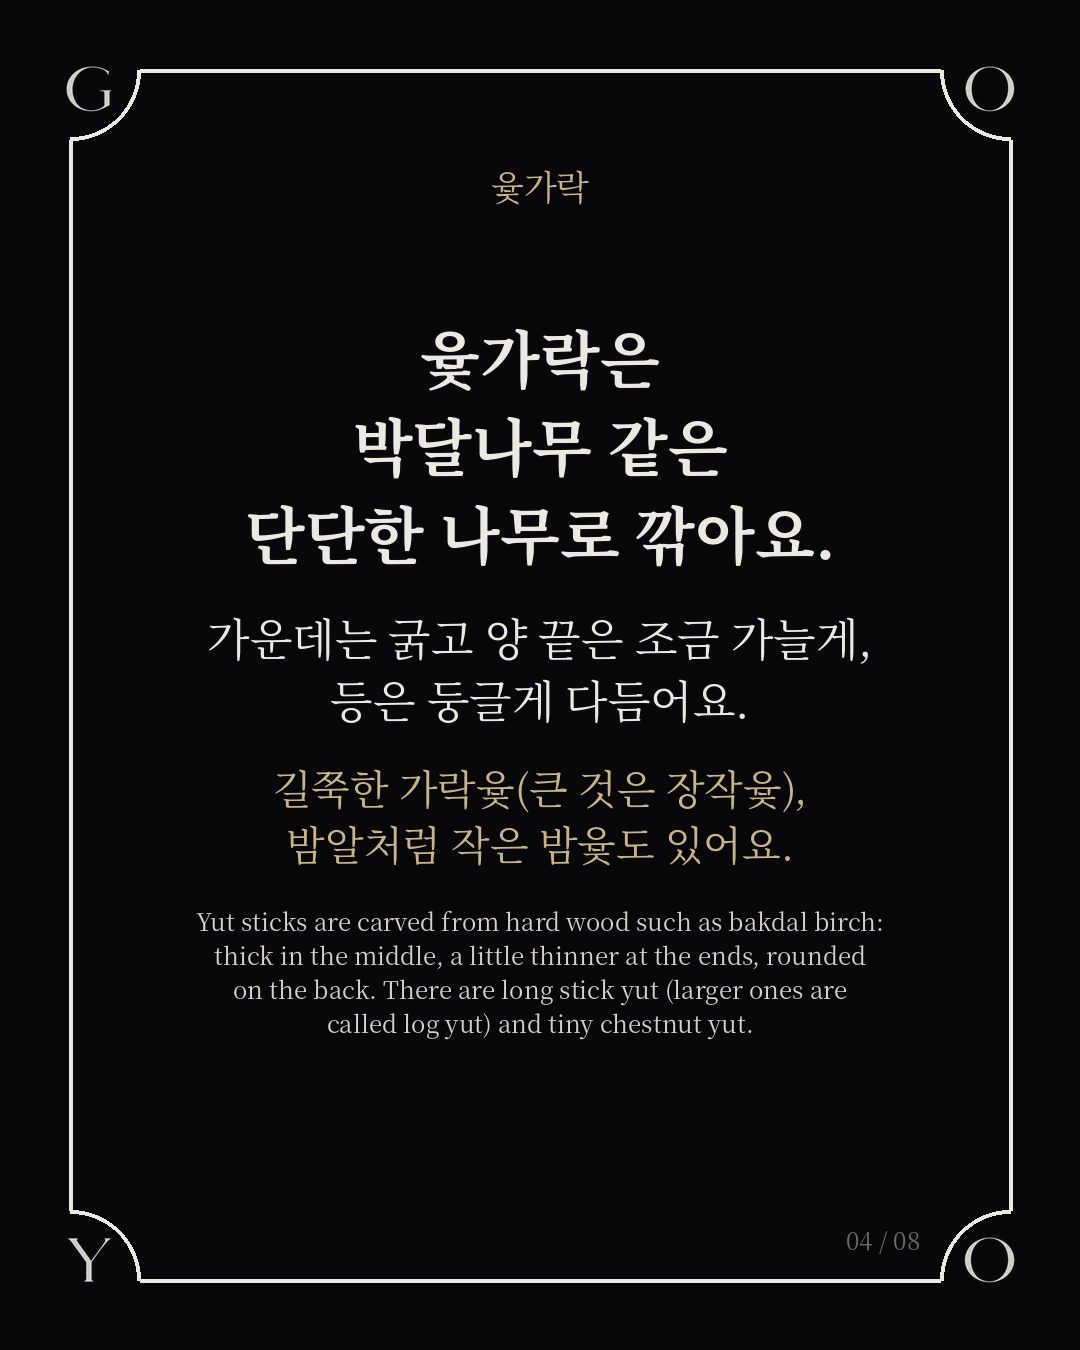 G
O
윷가락
윷가락은
박달나무 같은
단단한 나무로 깎아요.
가운데는 굵고 양 끝은 조금 가늘게,
등은 둥글게 다듬어요.
길쭉한 가락윷(큰 것은 장작윷),
밤알처럼 작은 밤윷도 있어요.
Yut sticks are carved from hard wood such as bakdal birch:
thick in the middle, a little thinner at the ends, rounded
on the back. There are long stick yut (larger ones are
called log yut) and tiny chestnut yut.
04 / 08
Y
O